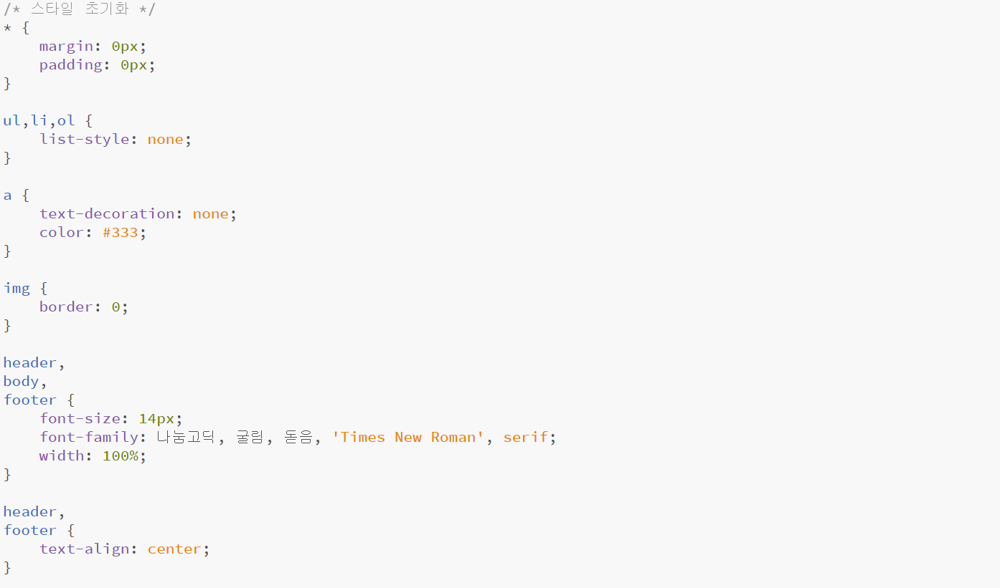 /* 스타일 초기화 */
* {
    margin: 0px;
    padding: 0px;
}

ul,li,ol {
    list-style: none;
}

a {
    text-decoration: none;
    color: #333;
}

img {
    border: 0;
}

header,
body,
footer {
    font-size: 14px;
    font-family: 나눔고딕, 굴림, 돋음, 'Times New Roman', serif;
    width: 100%;
}

header,
footer {
    text-align: center;
}